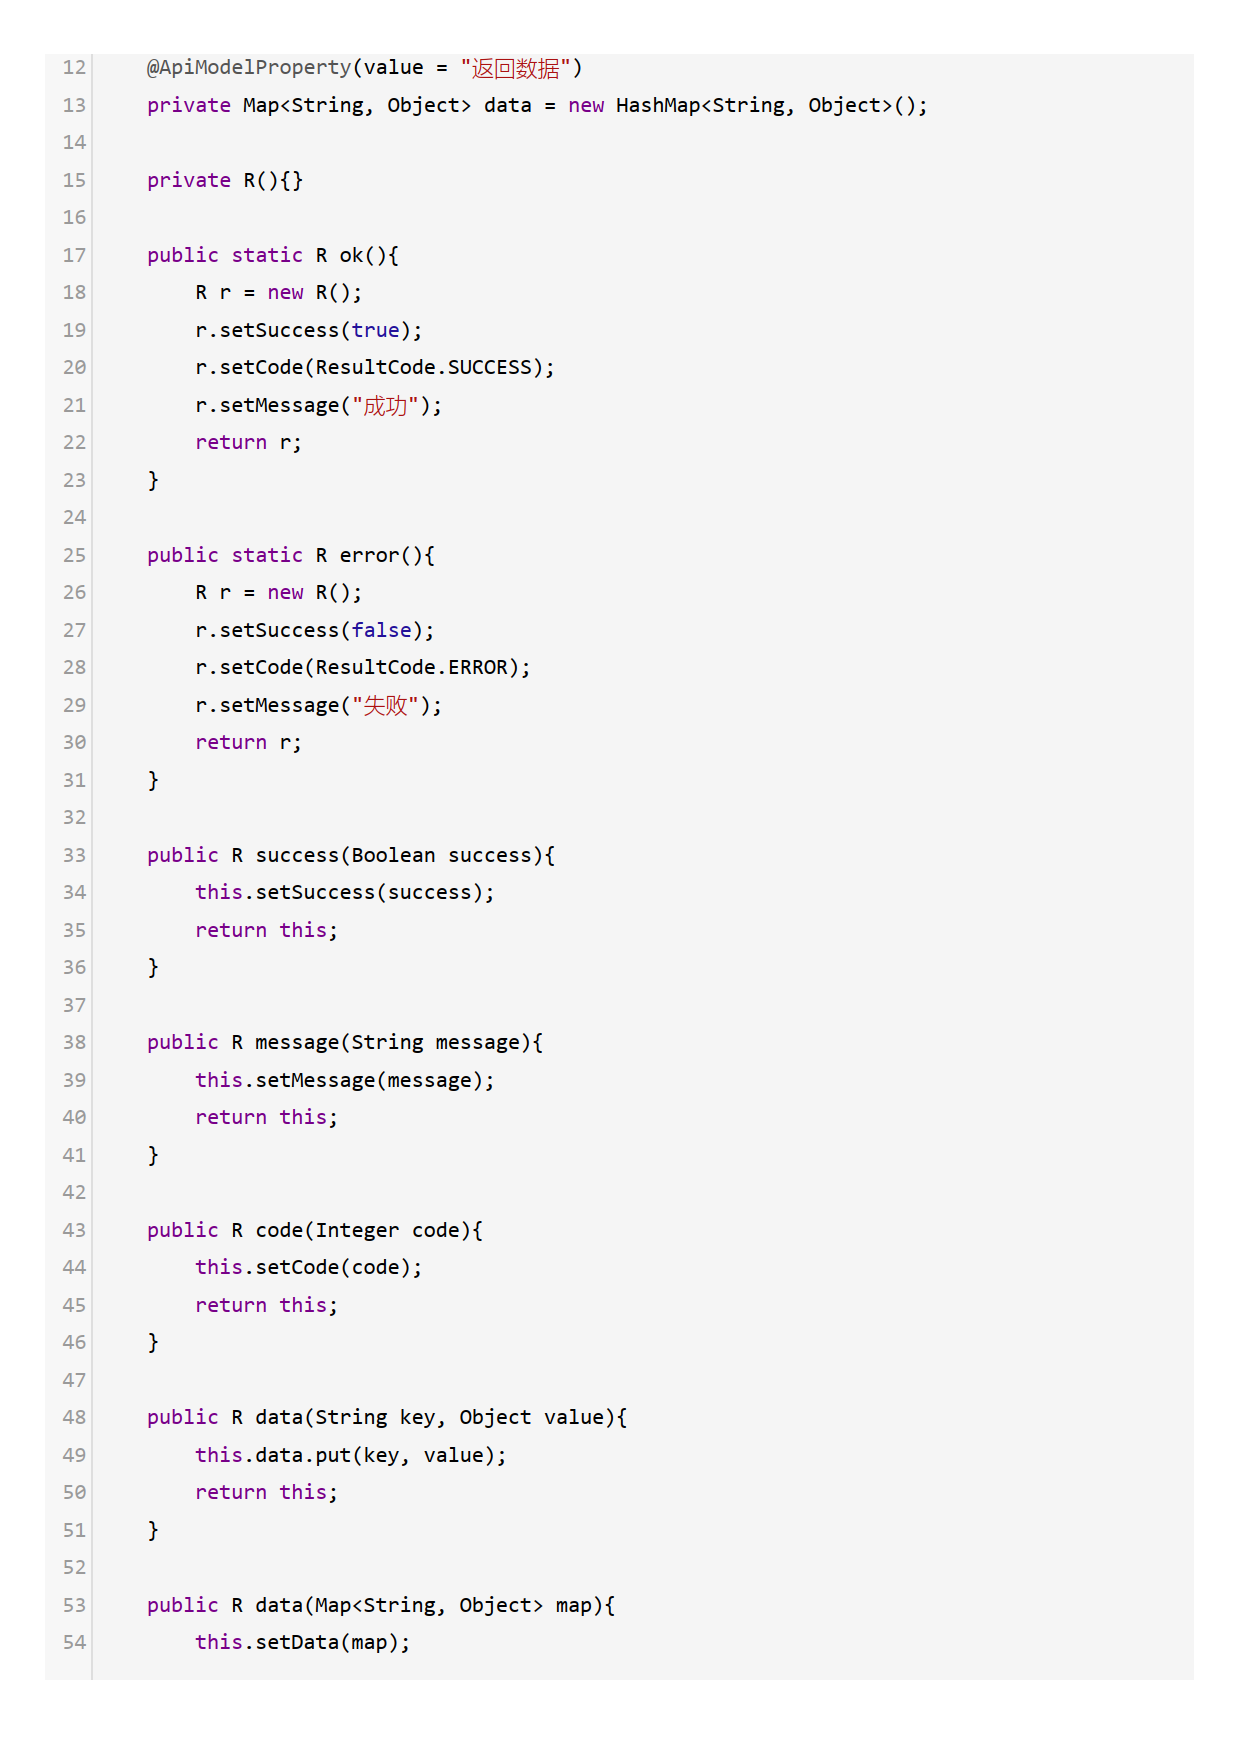 12 @ApiModelProperty(value = "返回数据")
13 private Map<String, Object> data = new HashMap<String, Object>();
14
15 private R(){}
16
17 public static R ok(){
18 R r = new R();
19 r.setSuccess(true);
20 r.setCode(ResultCode.SUCCESS);
21 r.setMessage("成功");
22 return r;
23 }
24
25 public static R error(){
26 R r = new R();
27 r.setSuccess(false);
28 r.setCode(ResultCode.ERROR);
29 r.setMessage("失败");
30 return r;
31 }
32
33 public R success(Boolean success){
34 this.setSuccess(success);
35 return this;
36 }
37
38 public R message(String message){
39 this.setMessage(message);
40 return this;
41 }
42
43 public R code(Integer code){
44 this.setCode(code);
45 return this;
46 }
47
48 public R data(String key, Object value){
49 this.data.put(key, value);
50 return this;
51 }
52
53 public R data(Map<String, Object> map){
54 this.setData(map);